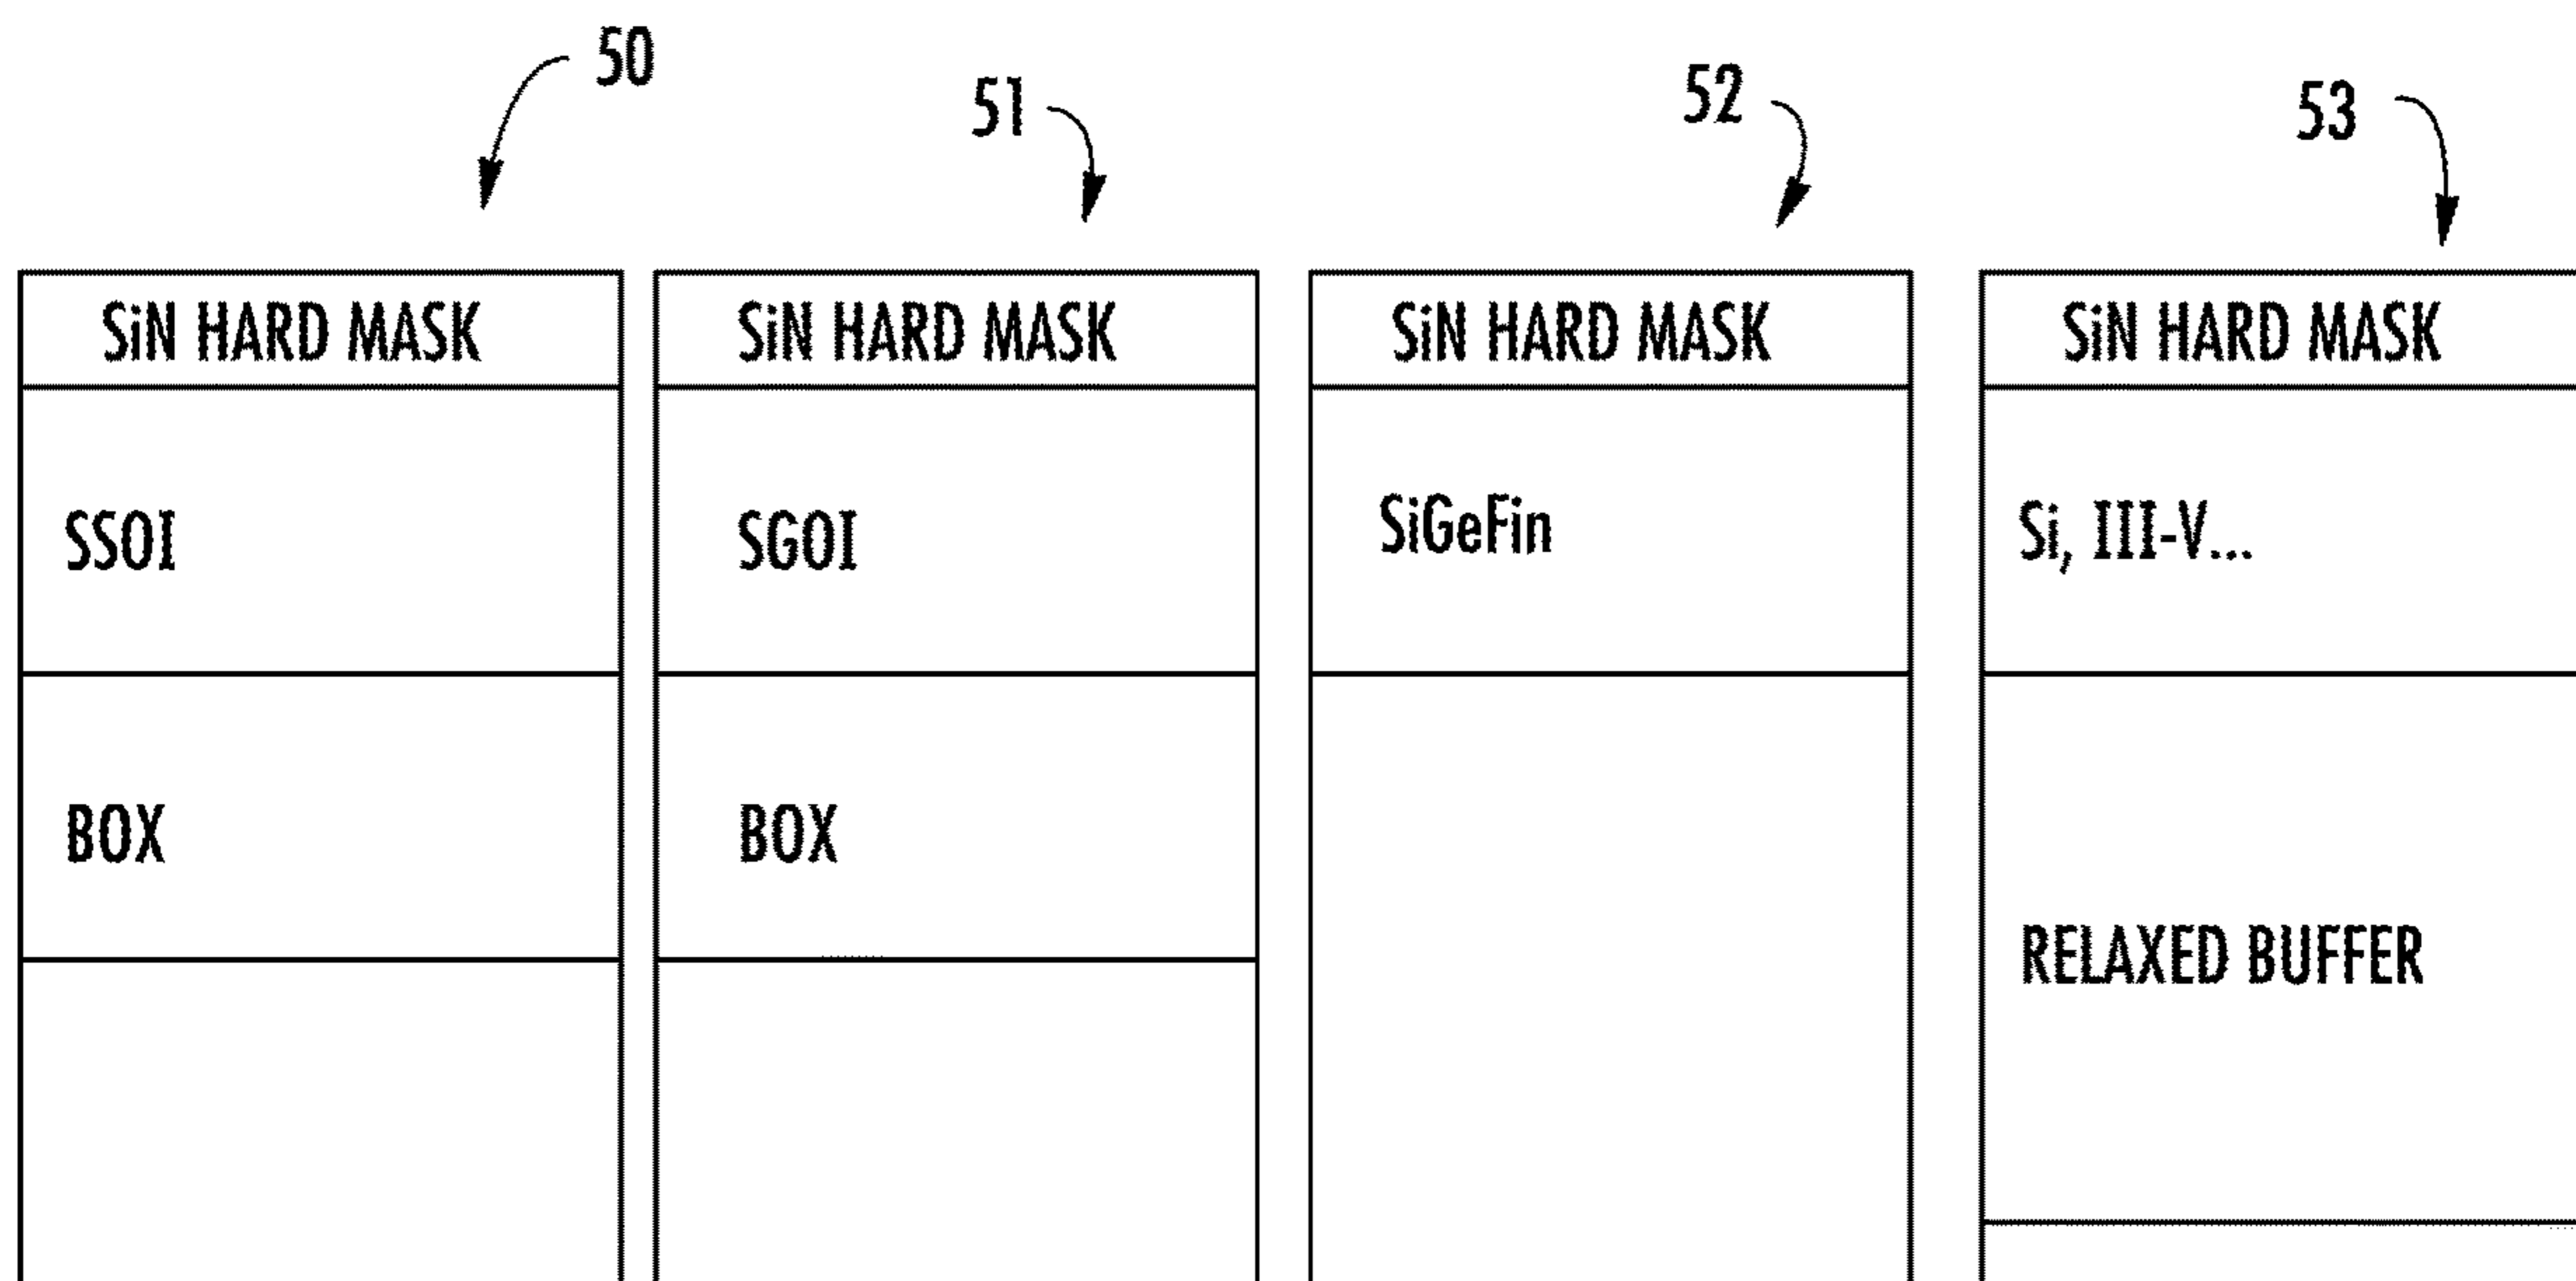 50
51
52
53
SiN HARD MASK
SiN HARD MASK
SiN HARD MASK
SiN HARD MASK
SSOI
SGOI
SiGeFin
Si, III-V...
BOX
BOX
RELAXED BUFFER